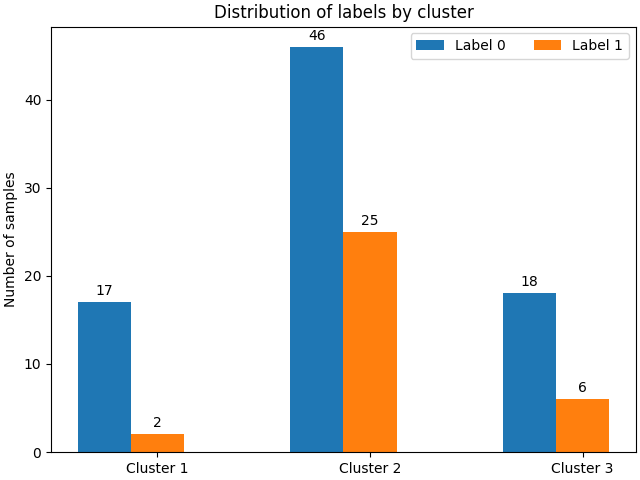 Distribution of labels by cluster
Label 0 Label 1
Number of samples
40
30
20
10
0
17
2
46
25
18
6
Cluster 1 Cluster 2 Cluster 3